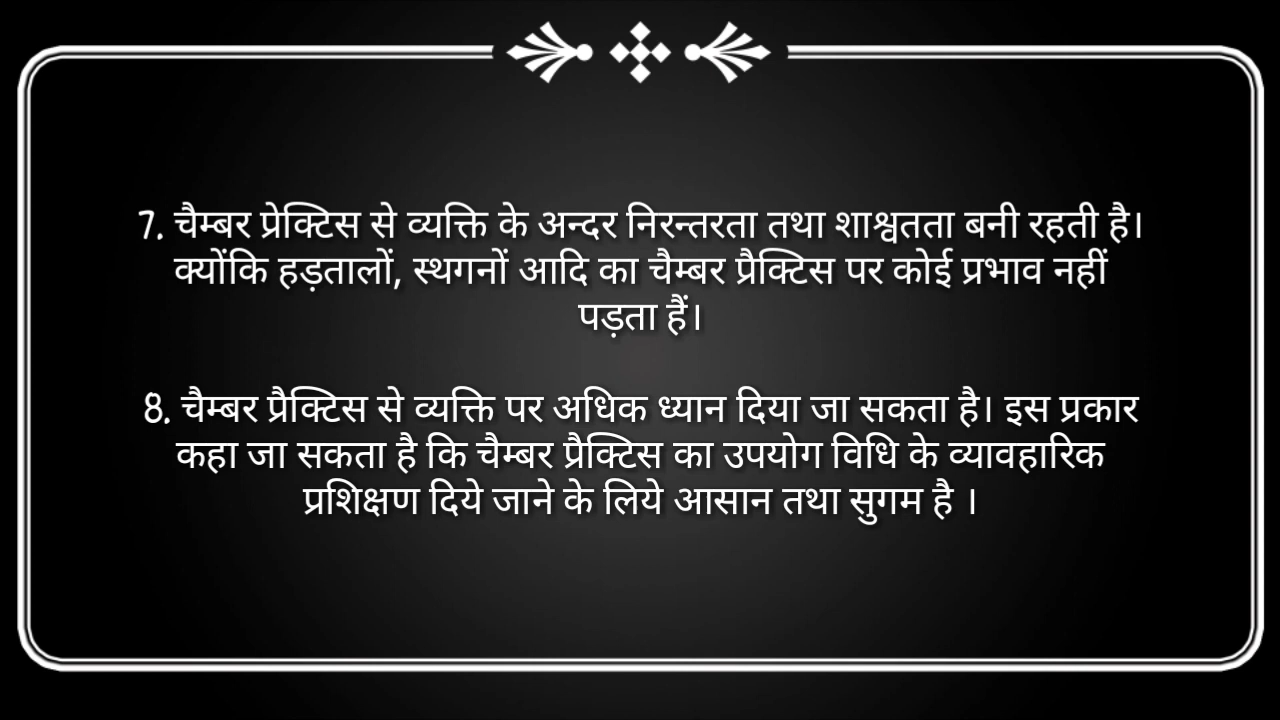 7. चैम्बर प्रेक्टिस से व्यक्ति के अन्दर निरन्तरता तथा शाश्वतता बनी रहती है।
क्योंकि हड़तालों, स्थगनों आदि का चैम्बर प्रैक्टिस पर कोई प्रभाव नहीं
पड़ता हैं।
8. चैम्बर प्रैक्टिस से व्यक्ति पर अधिक ध्यान दिया जा सकता है। इस प्रकार
कहा जा सकता है कि चैम्बर प्रैक्टिस का उपयोग विधि के व्यावहारिक
प्रशिक्षण दिये जाने के लिये आसान तथा सुगम है ।